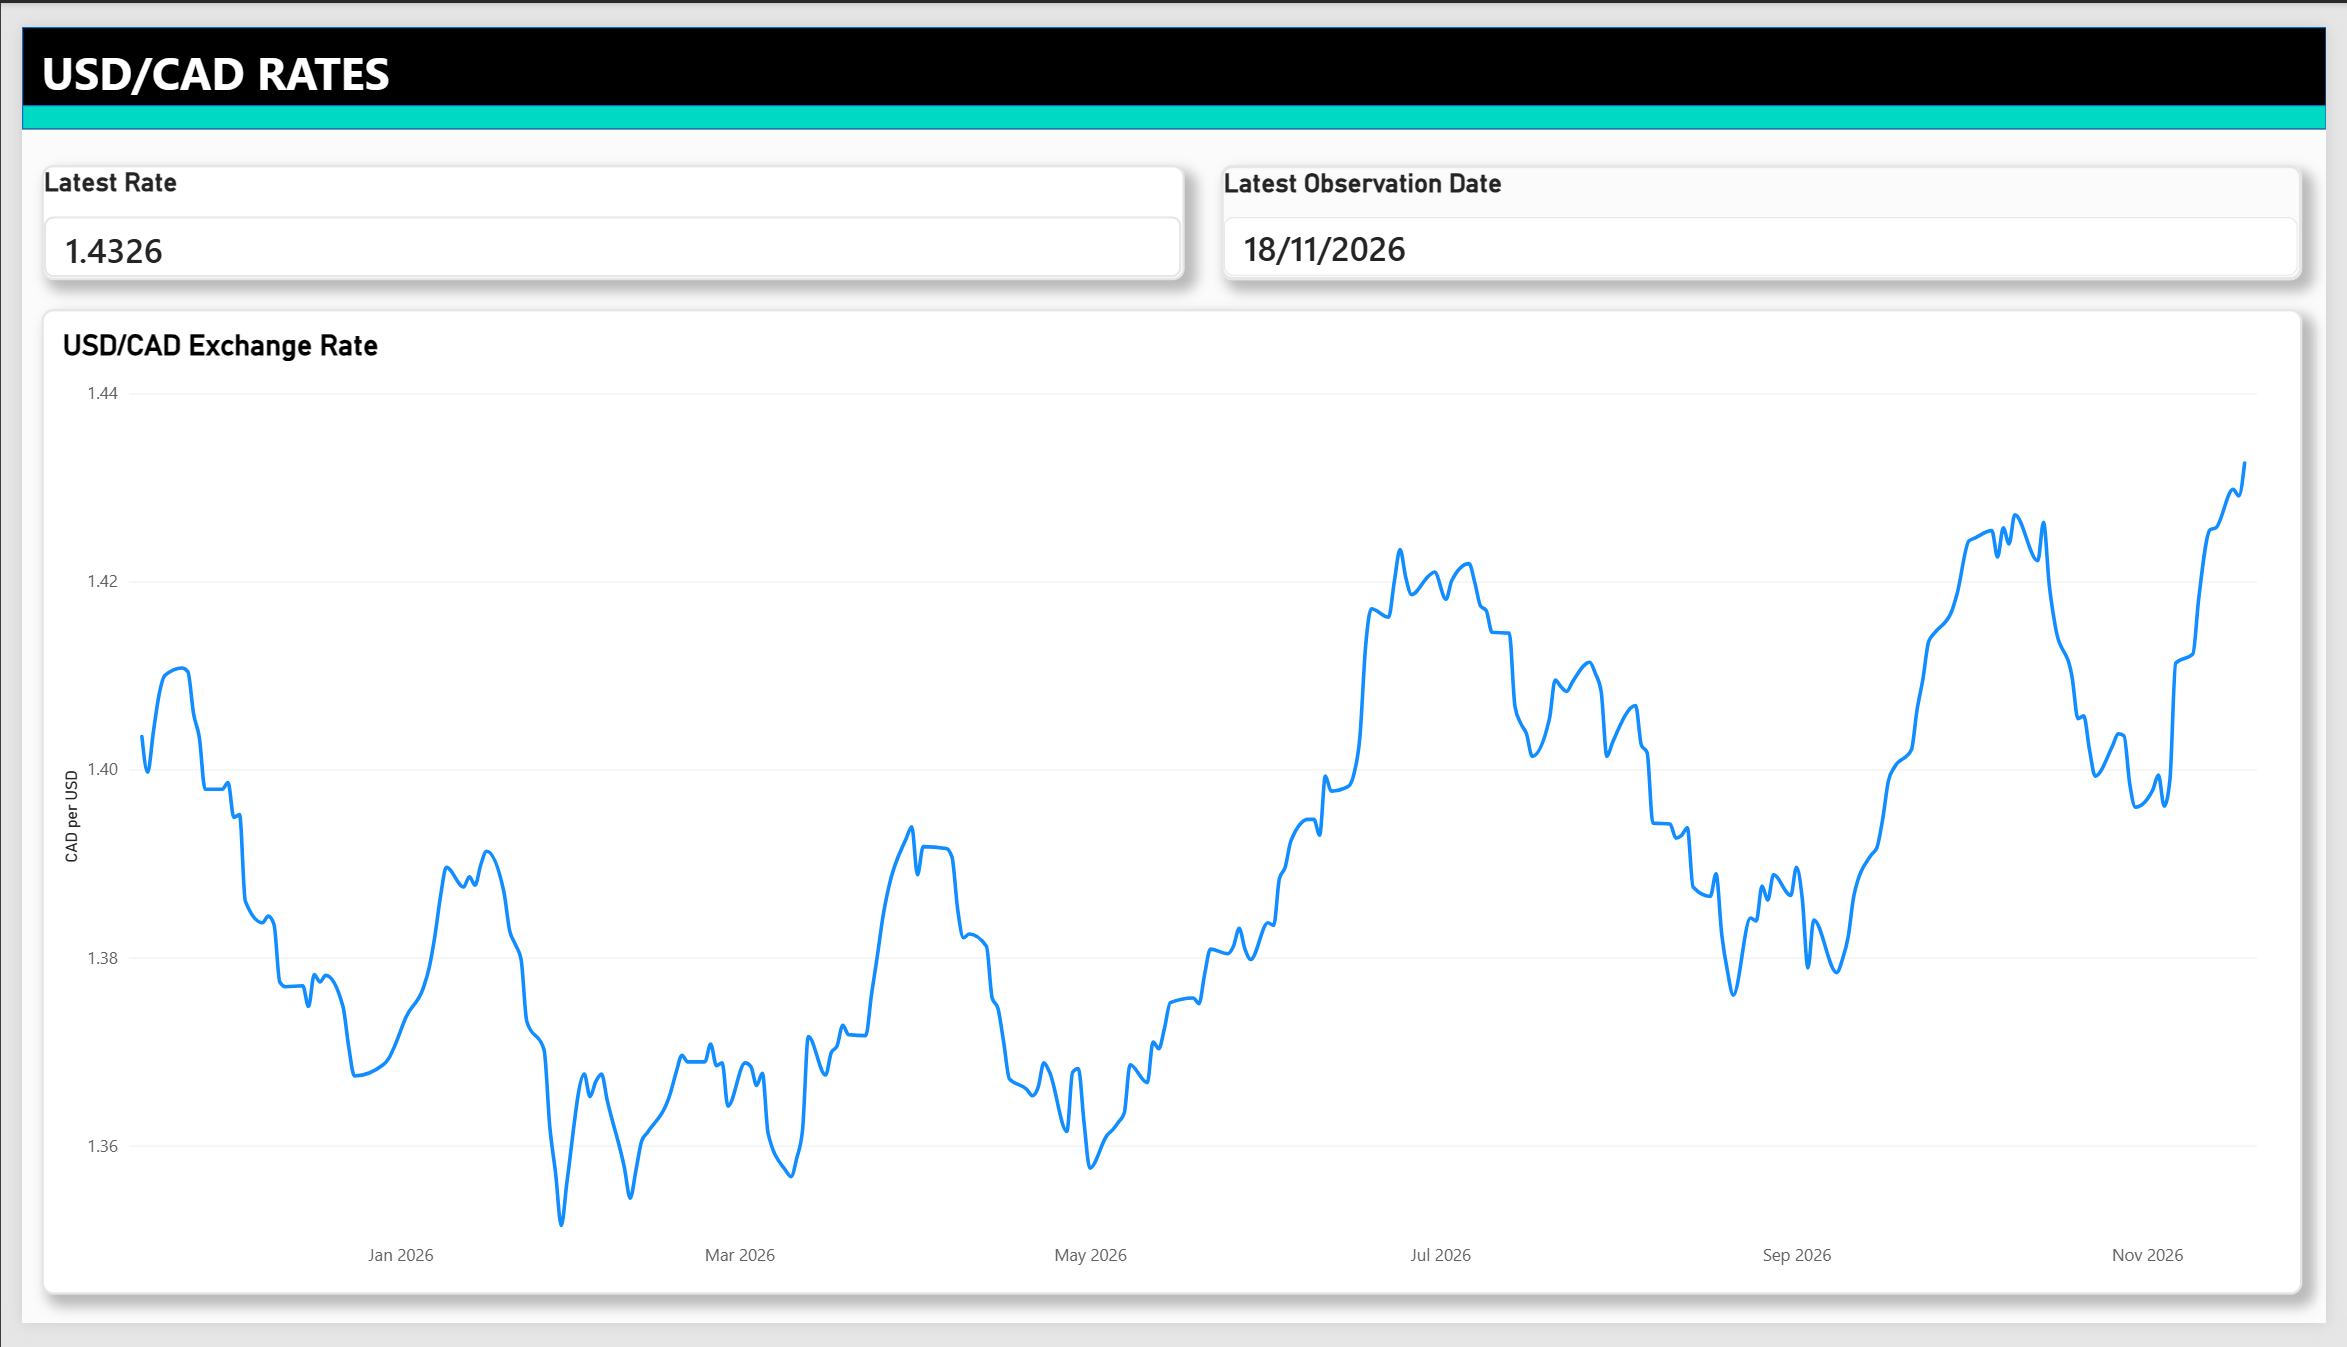 USD/CAD RATES
Latest Rate
1.4326
Latest Observation Date
18/11/2026
USD/CAD Exchange Rate
CAD per USD
1.44
1.42
1.40
1.38
1.36
Jan 2026
Mar 2026
May 2026
Jul 2026
Sep 2026
Nov 2026